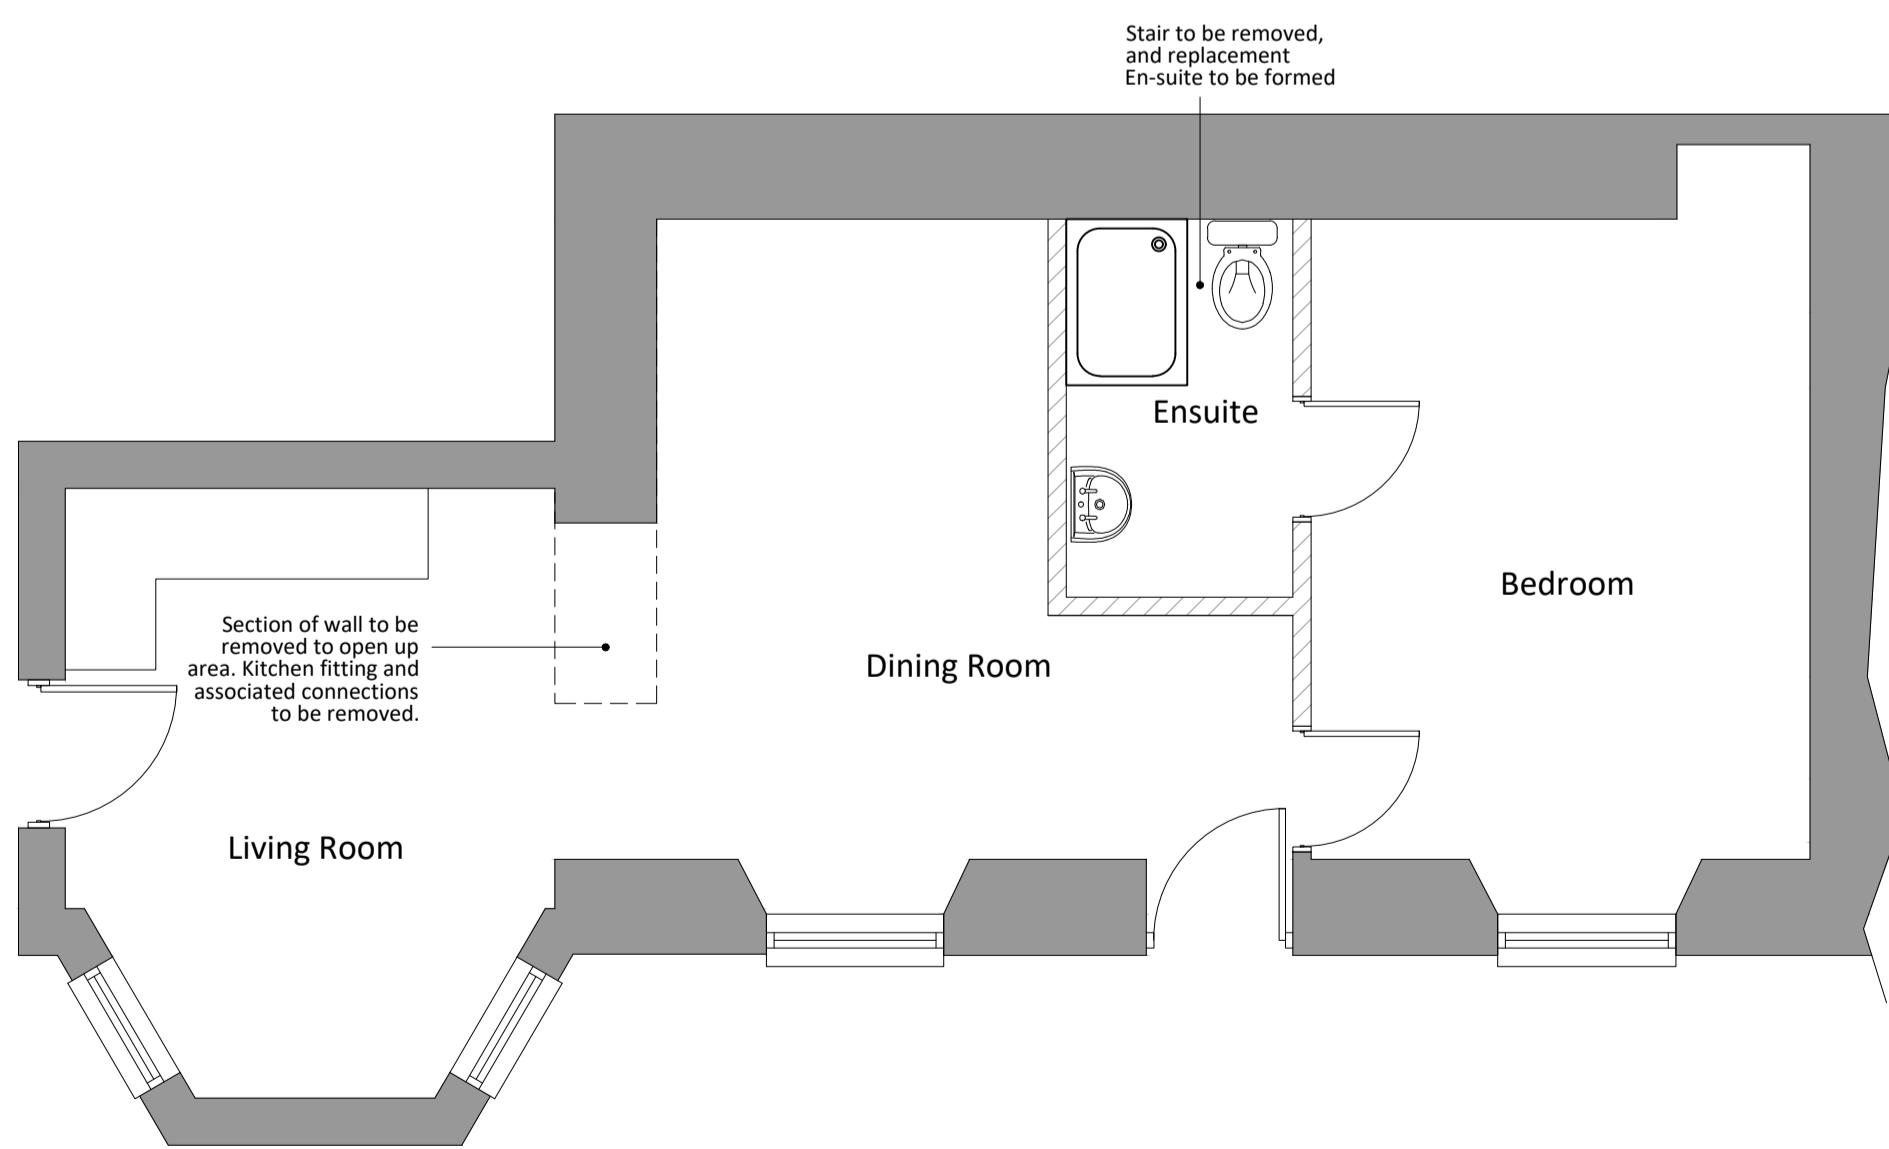 Stair to be removed,
and replacement
En-suite to be formed
Ensuite
Bedroom
Section of wall to be
removed to open up
area. Kitchen fitting and
associated connections
to be removed.
Dining Room
Living Room